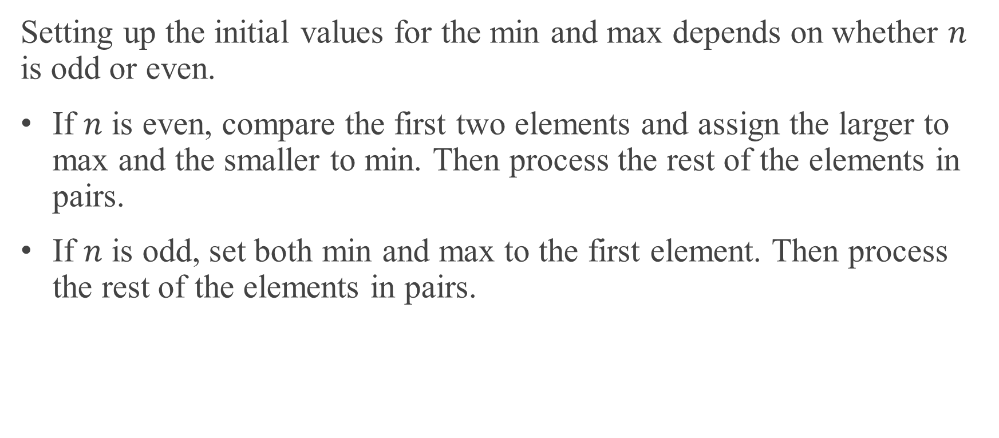 Setting up the initial values for the min and max depends on whether n
is odd or even.
• If n is even, compare the first two elements and assign the larger to
max and the smaller to min. Then process the rest of the elements in
pairs.
• If n is odd, set both min and max to the first element. Then process
the rest of the elements in pairs.